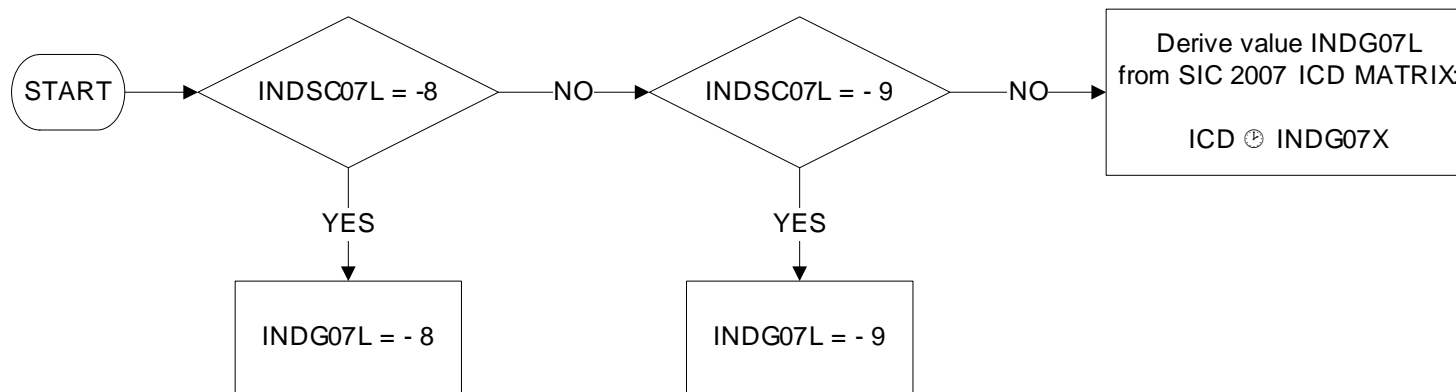 START
INDSC07L = -8
NO
INDSC07L = - 9
NO
Derive value INDG07L
from SIC 2007 ICD MATRIX:
ICD 🕑 INDG07X
YES
YES
INDG07L = - 8
INDG07L = - 9